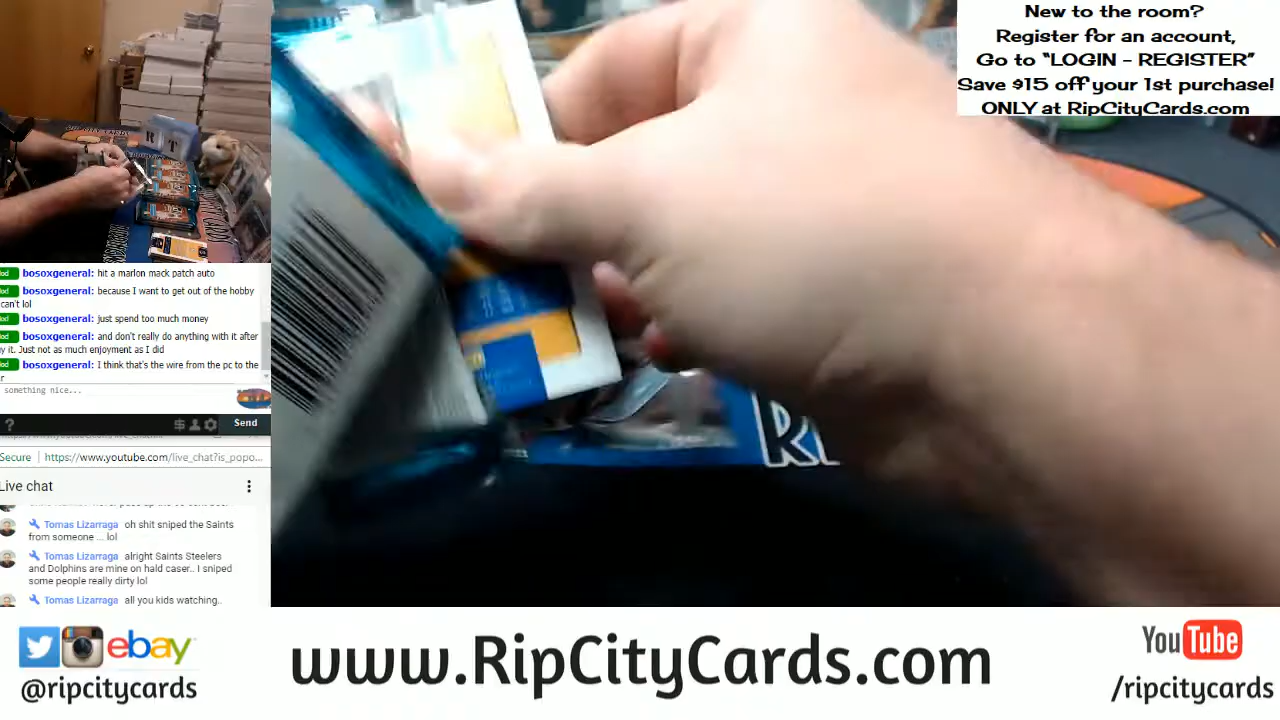 New to the room?
Register for an account,
Go to "LOGIN - REGISTER"
Save $15 off your 1st purchase!
ONLY at RipCityCards.com
R T
bosoxgeneral: hit a marlon mack patch auto
bosoxgeneral: because I want to get out of the hobby
can't lol
bosoxgeneral: just spend too much money
bosoxgeneral: and don't really do anything with it after
y it. Just not as much enjoyment as I did
bosoxgeneral: I think that's the wire from the pc to the
r
something nice...
?
Send
Secure
https://www.youtube.com/live_chat?is_popo...
Live chat
Tomas Lizarraga oh shit sniped the Saints
from someone ... lol
Tomas Lizarraga alright Saints Steelers
and Dolphins are mine on hald caser.. I sniped
some people really dirty lol
Tomas Lizarraga all you kids watching..
ebay
@ripcitycards
www.RipCityCards.com
YouTube
/ripcitycards